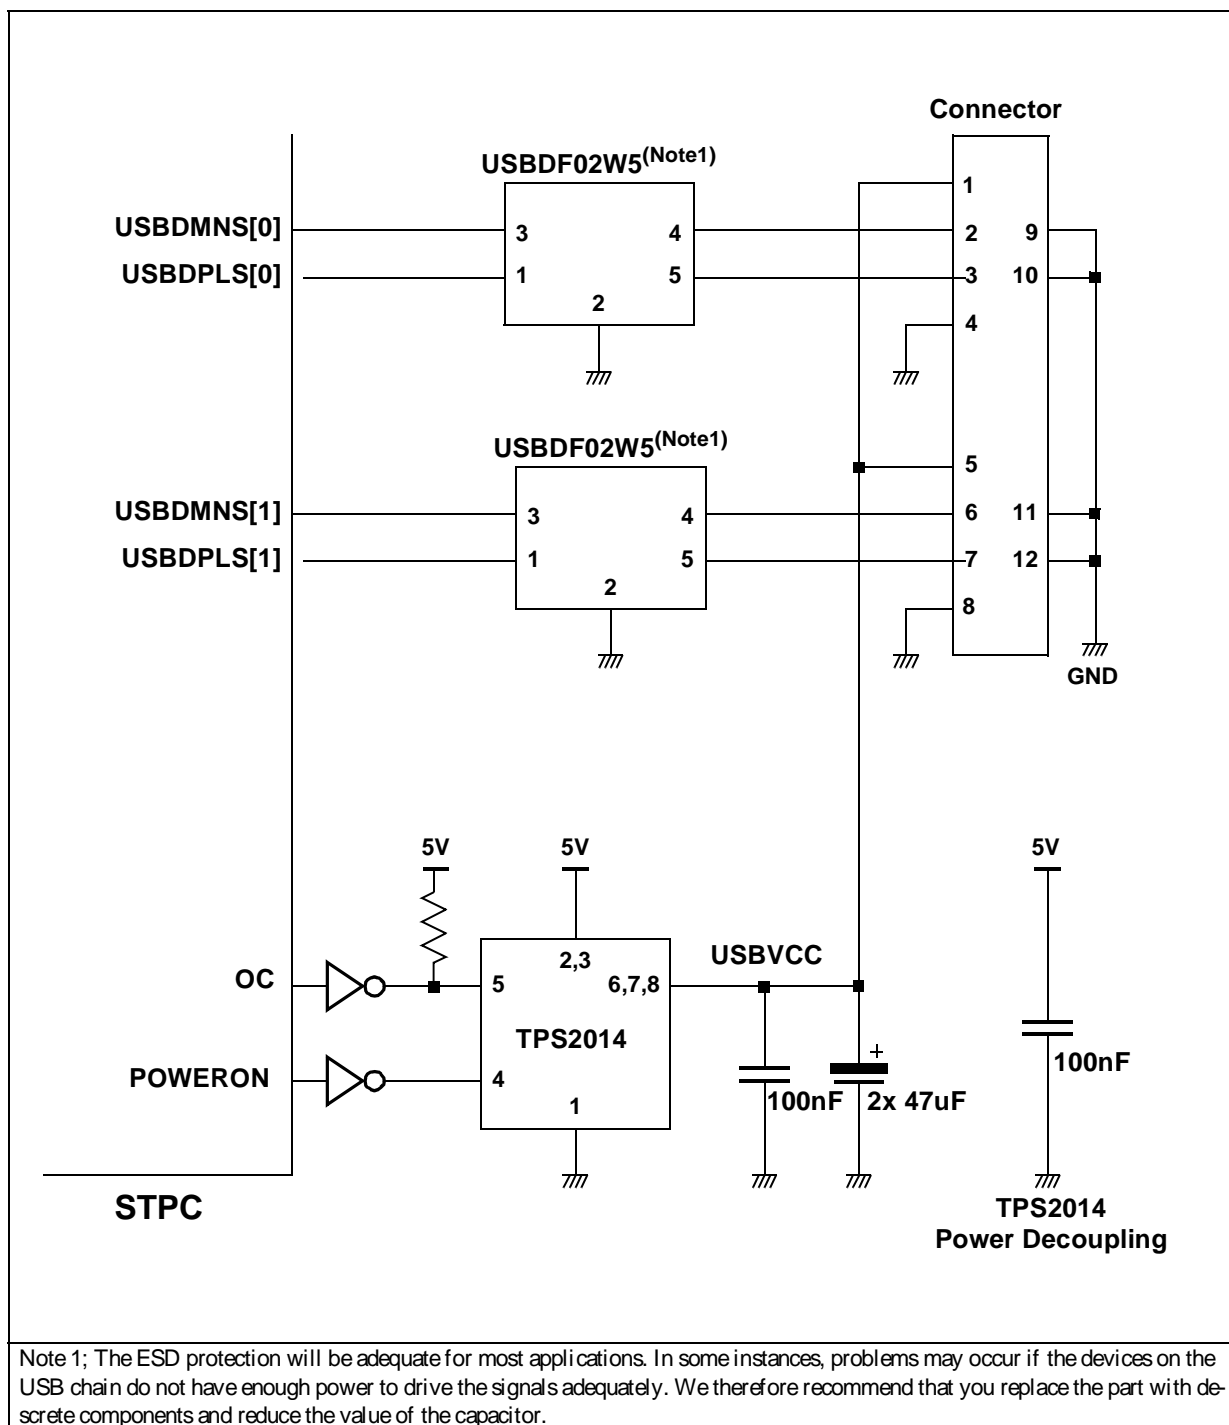 Connector
USBDF02W5(Note1)
1
USBDMNS[0] 3 4 2 9
USBDPLS[0] 1 5 3 10
2 4
USBDF02W5(Note1)
5
USBDMNS[1] 3 4 6 11
USBDPLS[1] 1 5 7 12
2 8
GND
5V 5V 5V
2,3 USBVCC
OC 5 6,7,8
TPS2014
POWERON 4 + 100nF
1 100nF 2x 47uF
STPC
TPS2014
Power Decoupling
Note 1; The ESD protection will be adequate for most applications. In some instances, problems may occur if the devices on the
USB chain do not have enough power to drive the signals adequately. We therefore recommend that you replace the part with de-
screte components and reduce the value of the capacitor.